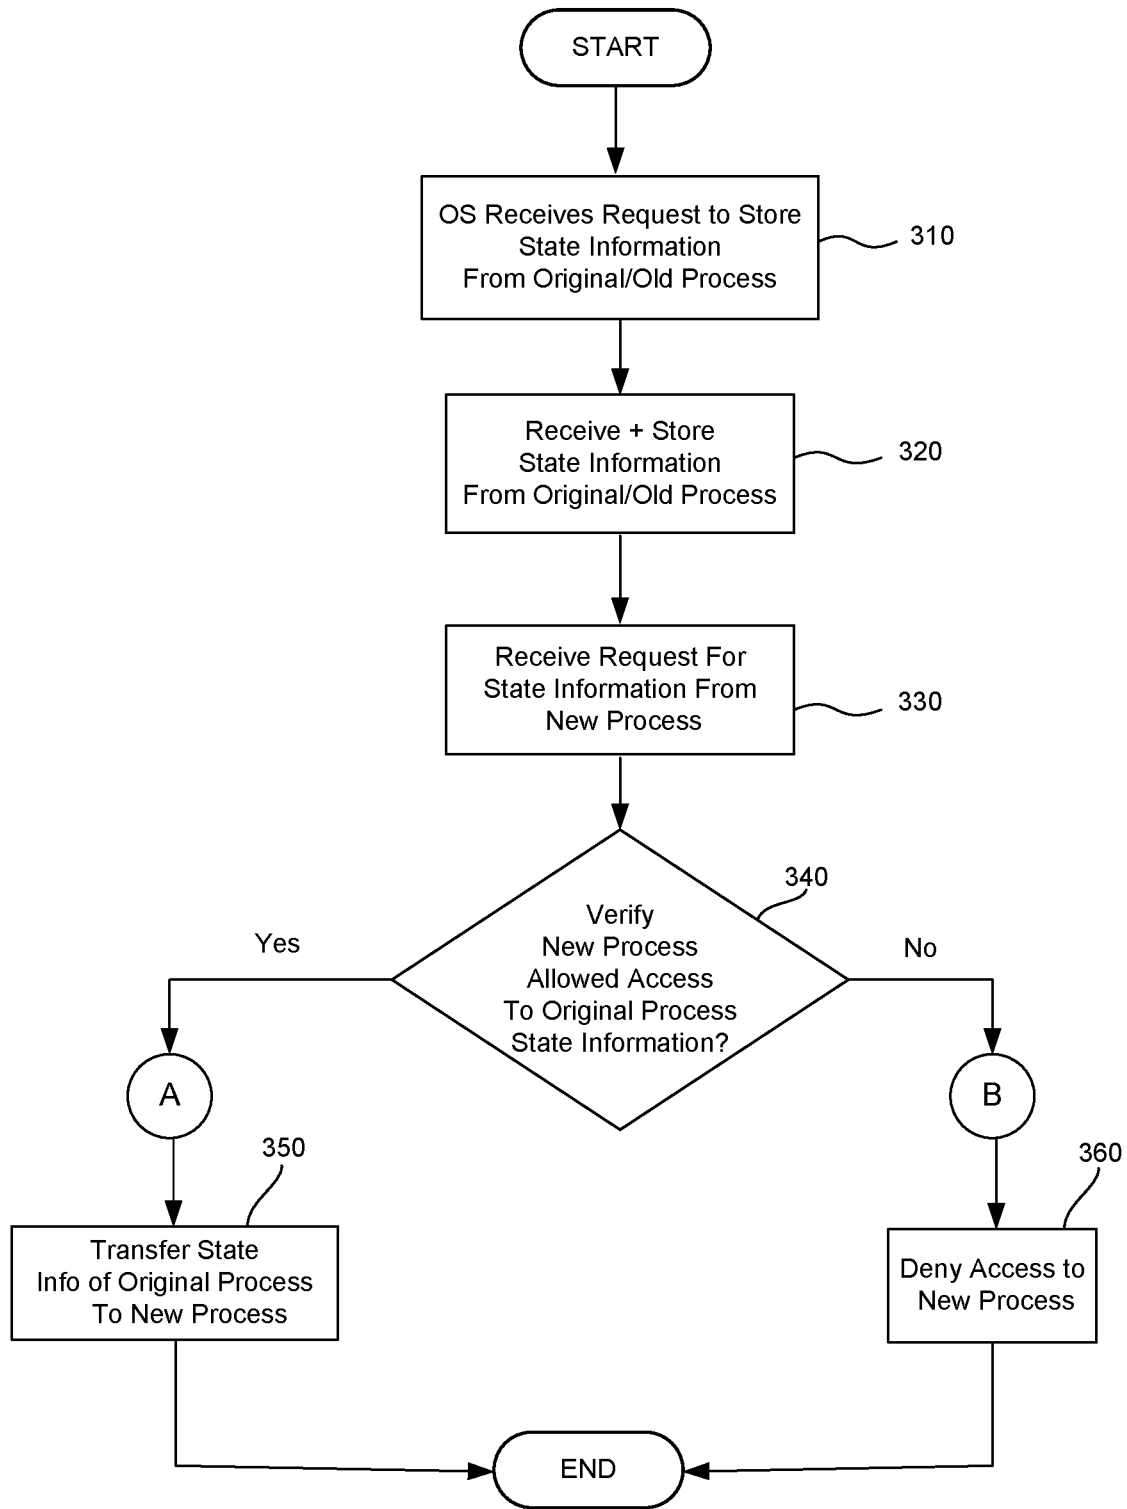 START
OS Receives Request to Store
State Information
From Original/Old Process
310
Receive + Store
State Information
From Original/Old Process
320
Receive Request For
State Information From
New Process
330
340
Verify
New Process
Allowed Access
To Original Process
State Information?
Yes
No
A
B
350
Transfer State
Info of Original Process
To New Process
360
Deny Access to
New Process
END